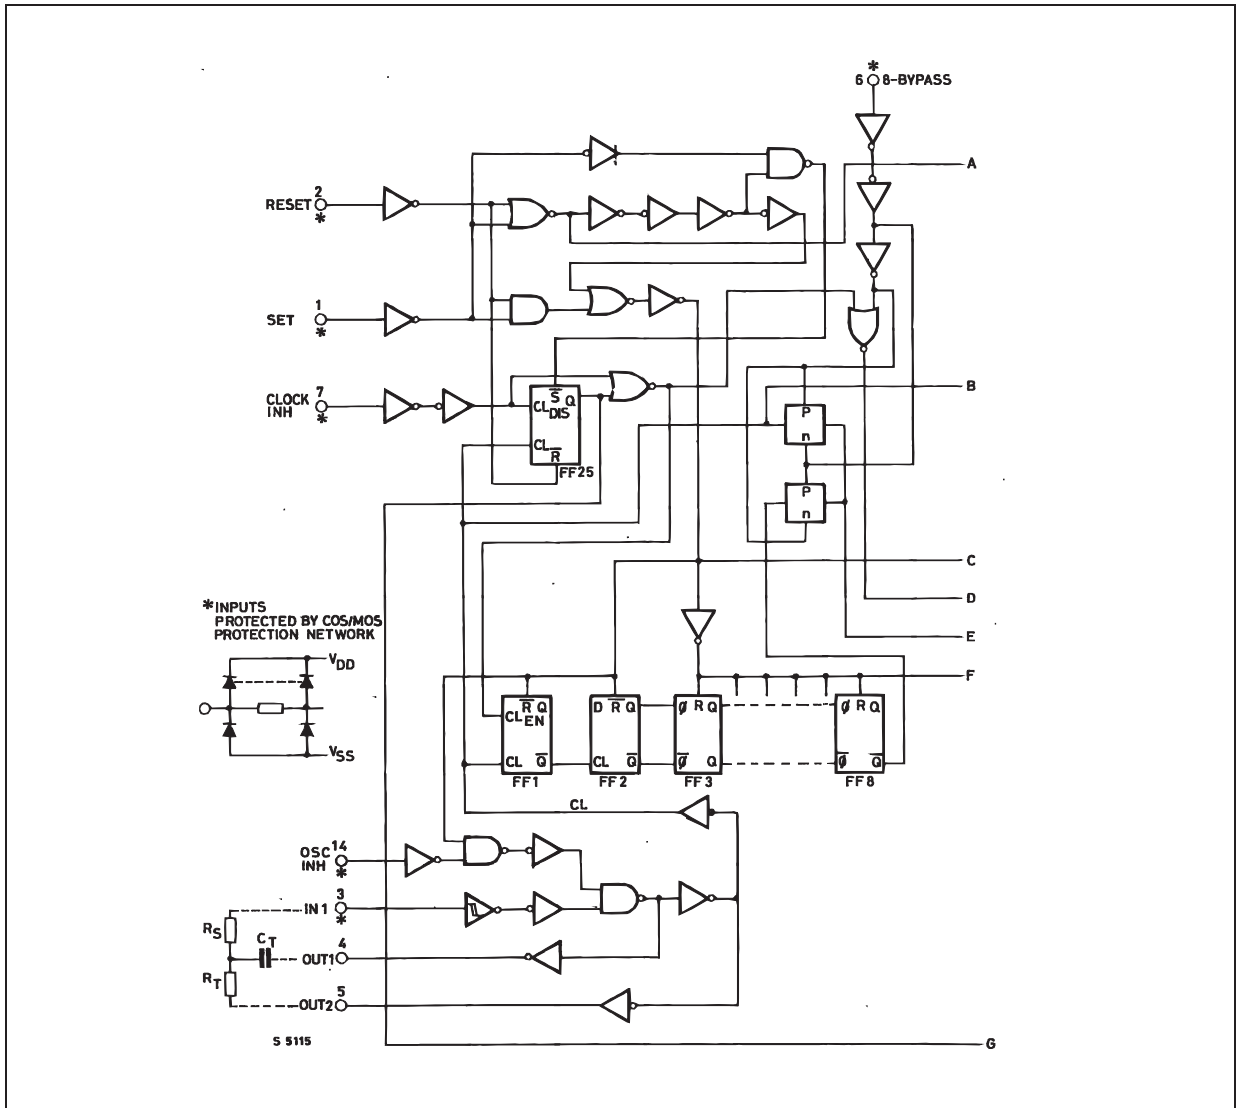 *
6 8-BYPASS
A
2
RESET
*
1
SET
*
7
CLOCK
INH
*
S̅ Q
CL
DIS
CL
R̅
FF25
B
P
n
P
n
C
D
E
F
*INPUTS
PROTECTED BY COS/MOS
PROTECTION NETWORK
VDD
VSS
R̅ Q
CL
EN
CL Q̅
FF1
D R̅ Q
CL Q̅
FF2
Ø R Q
Ø̅ Q
FF3
Ø R Q
Ø̅ Q̅
FF8
CL
OSC 14
INH
*
3
IN1
*
RS
CT
4
OUT1
RT
5
OUT2
S 5115
G